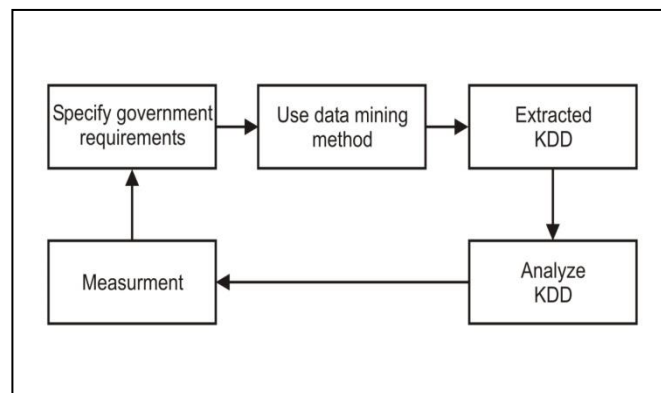 Specify government
requirements
Use data mining
method
Extracted
KDD
Measurment
Analyze
KDD